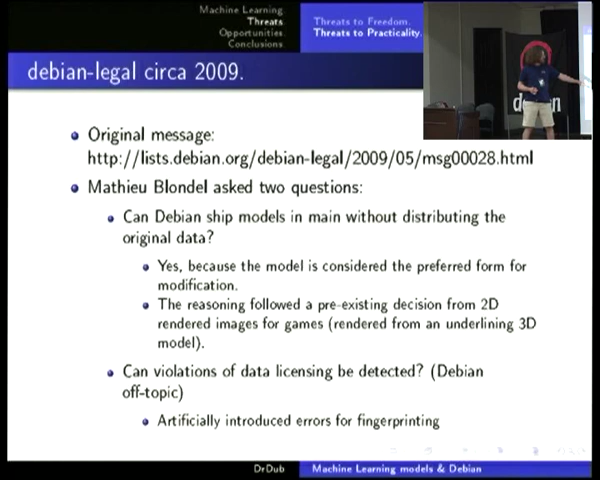 Machine Learning
Threats
Opportunities
Conclusions
Threats to Freedom.
Threats to Practicality.
debian-legal circa 2009.
Original message:
http://lists.debian.org/debian-legal/2009/05/msg00028.html
Mathieu Blondel asked two questions:
Can Debian ship models in main without distributing the
original data?
Yes, because the model is considered the preferred form for
modification.
The reasoning followed a pre-existing decision from 2D
rendered images for games (rendered from an underlining 3D
model).
Can violations of data licensing be detected? (Debian
off-topic)
Artificially introduced errors for fingerprinting
DrDub
Machine Learning models & Debian